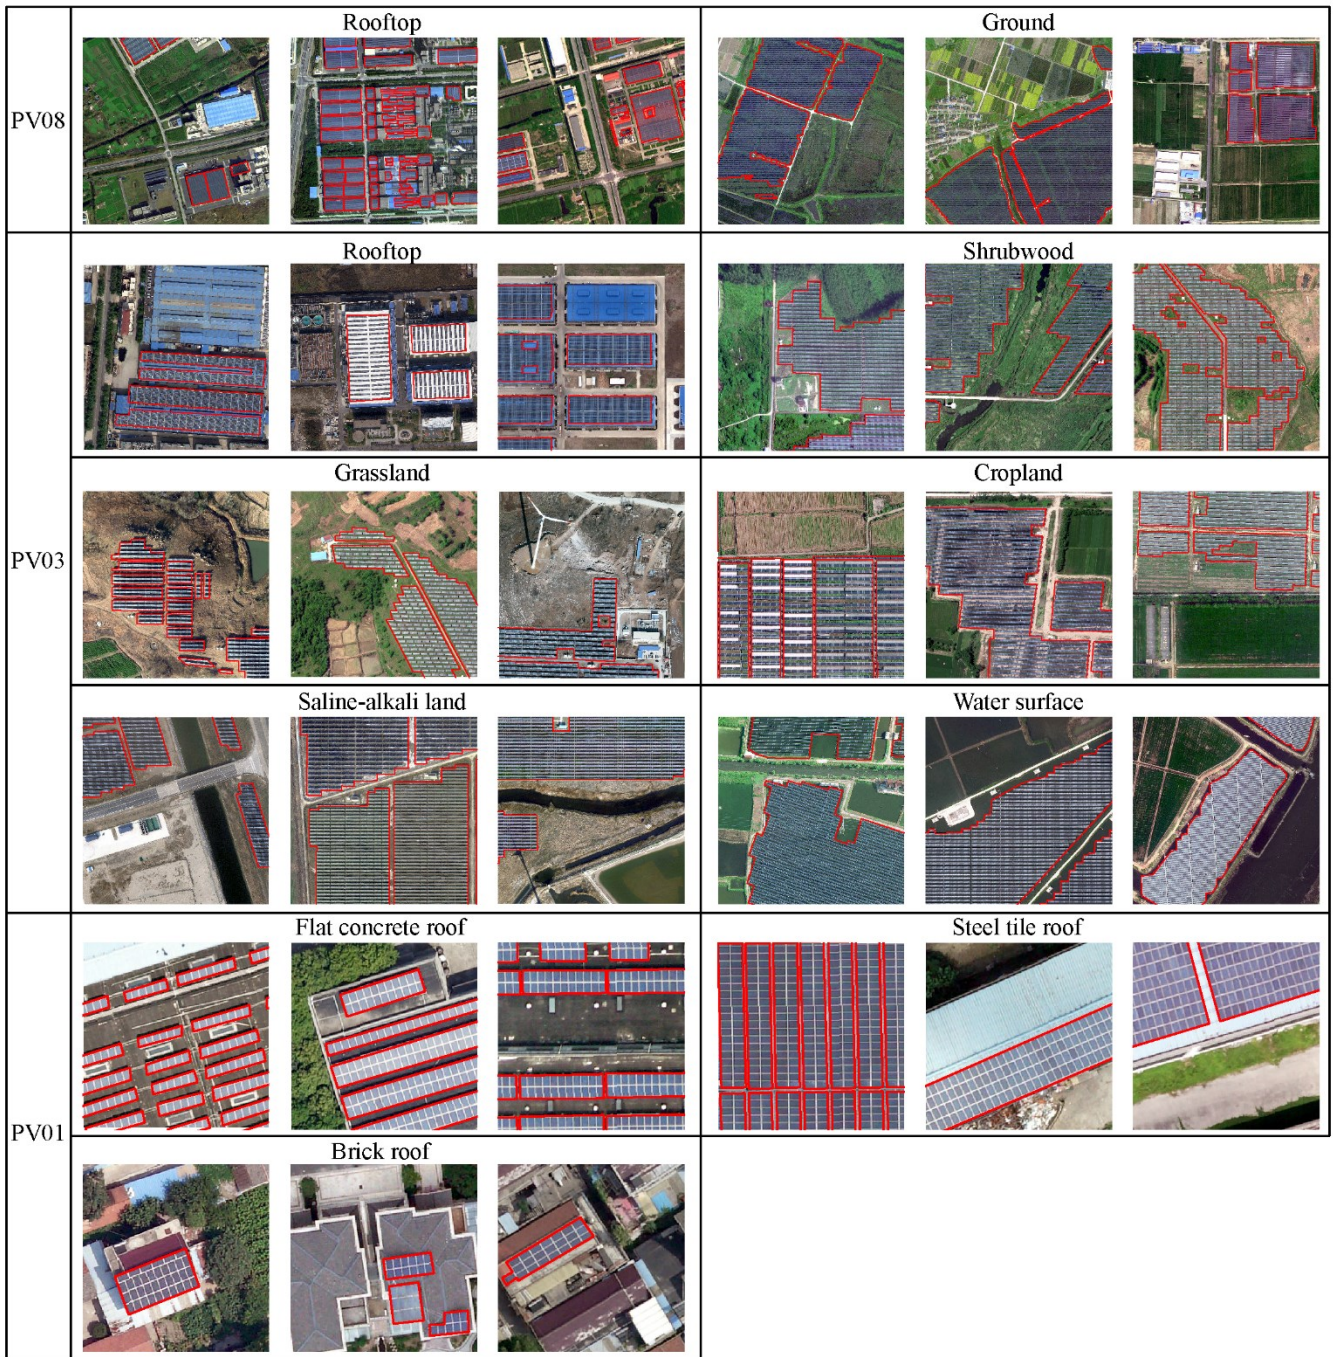 PV08
Rooftop
Ground
PV03
Rooftop
Shrubwood
Grassland
Cropland
Saline-alkali land
Water surface
PV01
Flat concrete roof
Steel tile roof
Brick roof